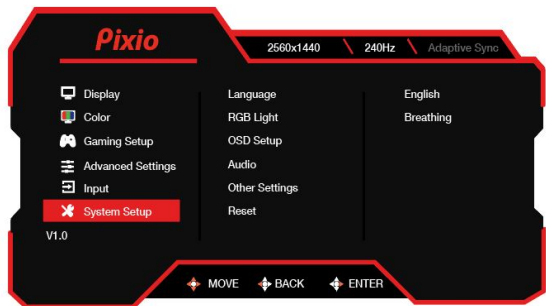 Pixio
2560x1440 240Hz Adaptive Sync
Display Language English
Color RGB Light Breathing
Gaming Setup OSD Setup
Advanced Settings Audio
Input Other Settings
System Setup Reset
V1.0
MOVE BACK ENTER